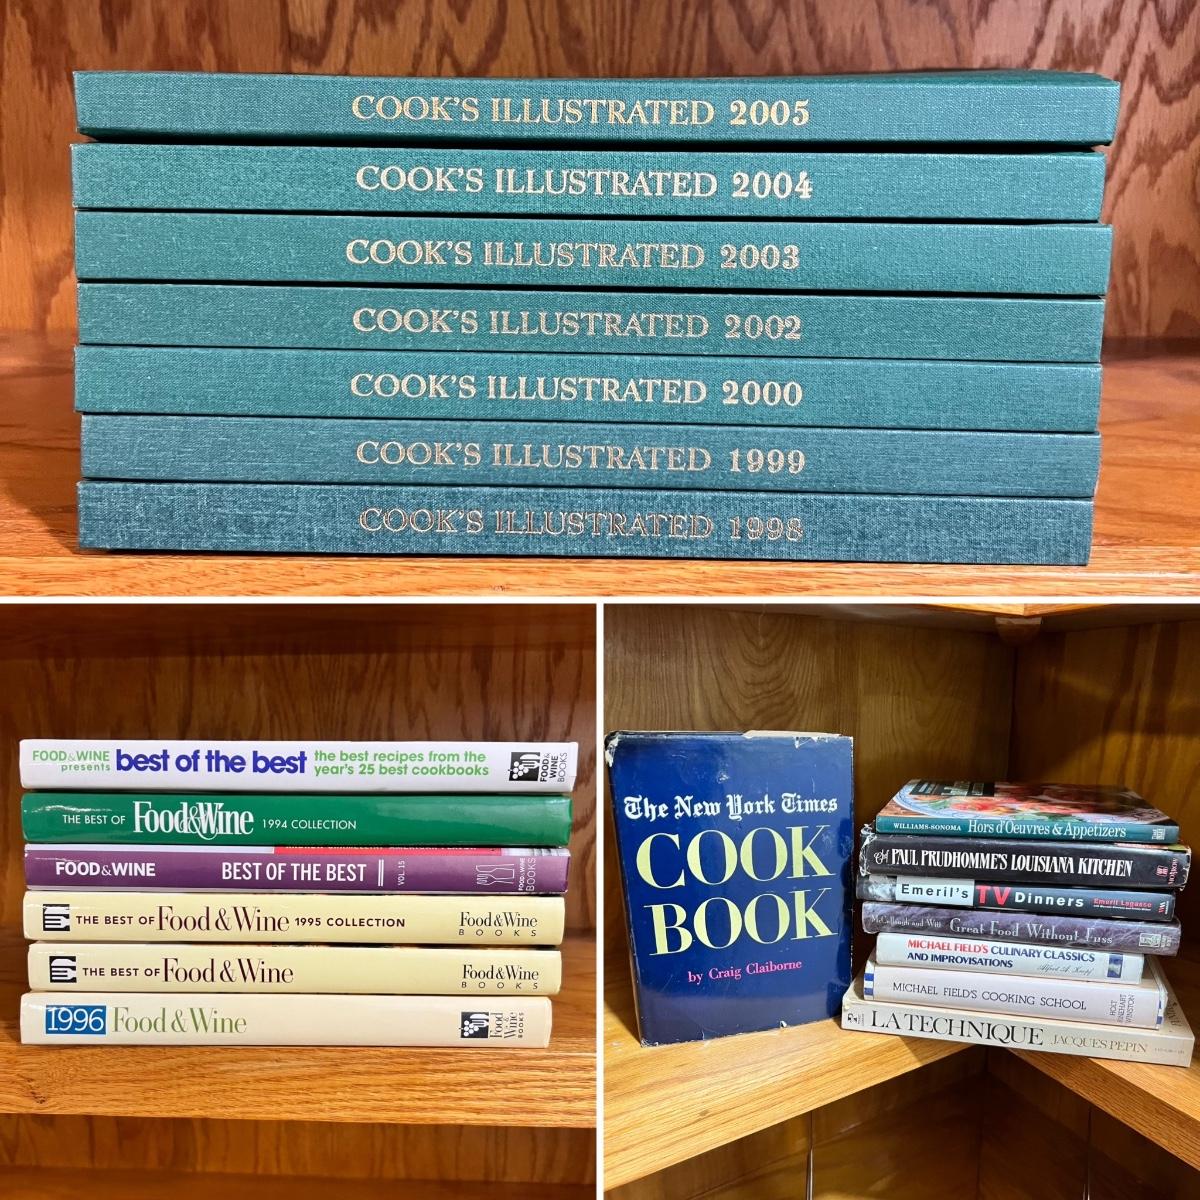 COOK'S ILLUSTRATED 2005
COOK'S ILLUSTRATED 2004
COOK'S ILLUSTRATED 2003
COOK'S ILLUSTRATED 2002
COOK'S ILLUSTRATED 2000
COOK'S ILLUSTRATED 1999
COOK'S ILLUSTRATED 1998
FOOD&WINE
presents
best of the best
the best recipes from the
year's 25 best cookbooks
FOOD&
WINE
BOOKS
THE BEST OF Food&Wine 1994 COLLECTION
FOOD&WINE BEST OF THE BEST VOL.15
FOOD&WINE
BOOKS
THE BEST OF Food&Wine 1995 COLLECTION
Food&Wine
BOOKS
THE BEST OF Food&Wine
Food&Wine
BOOKS
1996 Food&Wine
Food
&
Wine
BOOKS
The New York Times
COOK
BOOK
by Craig Claiborne
WILLIAMS-SONOMA Hors d'Oeuvres & Appetizers
Chef PAUL PRUDHOMME'S LOUISIANA KITCHEN
MORROW
Emeril's TV Dinners Emeril Lagasse
McCullough and Witt Great Food Without Fuss
MICHAEL FIELD'S CULINARY CLASSICS
AND IMPROVISATIONS
Alfred A. Knopf
MICHAEL FIELD'S COOKING SCHOOL
HOLT
RINEHART
WINSTON
LA TECHNIQUE JACQUES PEPIN